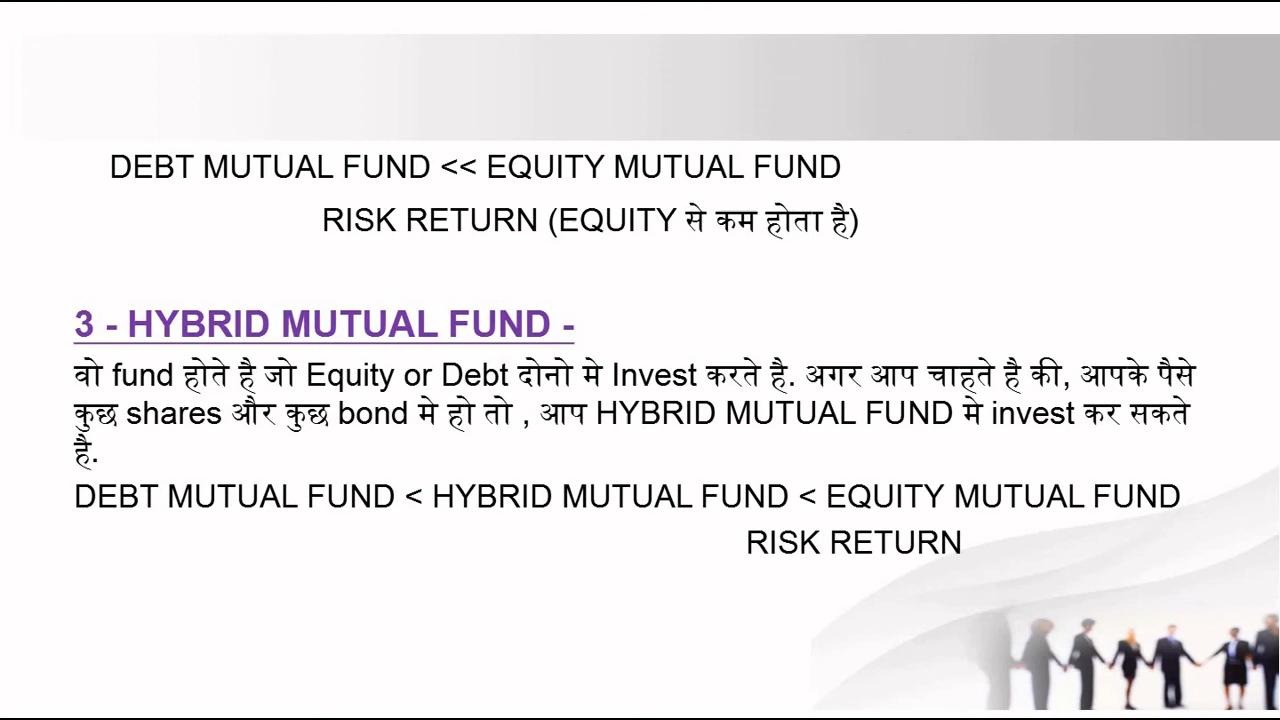 DEBT MUTUAL FUND << EQUITY MUTUAL FUND
RISK RETURN (EQUITY से कम होता है)
3 - HYBRID MUTUAL FUND -
वो fund होते है जो Equity or Debt दोनो मे Invest करते है. अगर आप चाहते है की, आपके पैसे
कुछ shares और कुछ bond मे हो तो , आप HYBRID MUTUAL FUND मे invest कर सकते
है.
DEBT MUTUAL FUND < HYBRID MUTUAL FUND < EQUITY MUTUAL FUND
RISK RETURN